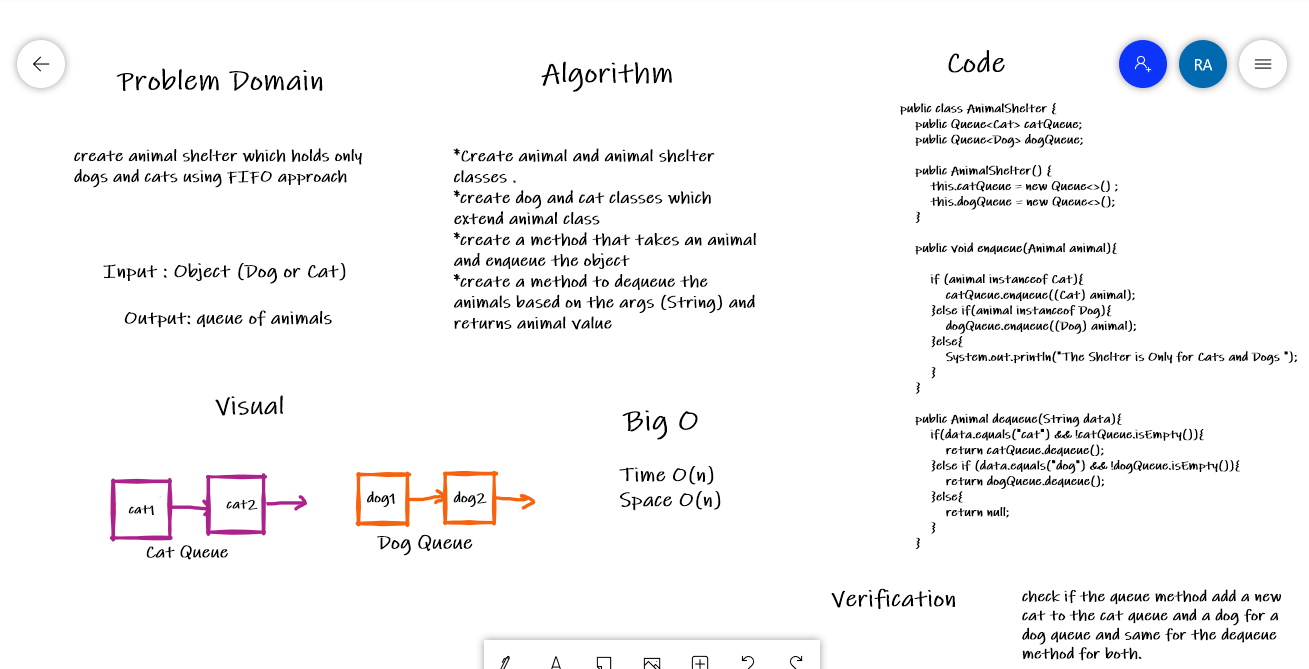 Problem Domain
create animal shelter which holds only
dogs and cats using FIFO approach
Input : Object (Dog or Cat)
Output: queue of animals
Algorithm
*Create animal and animal shelter
classes .
*create dog and cat classes which
extend animal class
*create a method that takes an animal
and enqueue the object
*create a method to dequeue the
animals based on the args (String) and
returns animal value
Visual
cat1
cat2
Cat Queue
dog1
dog2
Dog Queue
Big O
Time O(n)
Space O(n)
Code
RA
public class AnimalShelter {
public Queue<Cat> catQueue;
public Queue<Dog> dogQueue;
public AnimalShelter() {
this.catQueue = new Queue<>() ;
this.dogQueue = new Queue<>();
}
public void enqueue(Animal animal){
if (animal instanceof Cat){
catQueue.enqueue((Cat) animal);
}else if(animal instanceof Dog){
dogQueue.enqueue((Dog) animal);
}else{
System.out.println("The Shelter is Only for Cats and Dogs ");
}
}
public Animal dequeue(String data){
if(data.equals("cat") && !catQueue.isEmpty()){
return catQueue.dequeue();
}else if (data.equals("dog") && !dogQueue.isEmpty()){
return dogQueue.dequeue();
}else{
return null;
}
}
Verification
check if the queue method add a new
cat to the cat queue and a dog for a
dog queue and same for the dequeue
method for both.